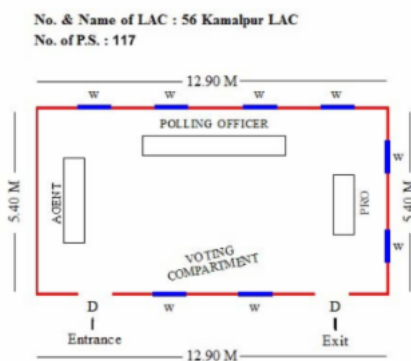 No. & Name of LAC : 56 Kamalpur LAC
No. of P.S. : 117
12.90 M
W W W W
POLLING OFFICER
W
5.40 M
AGENT
PRO
5.40 M
W
VOTING
COMPARTMENT
D W W D
Entrance Exit
12.90 M